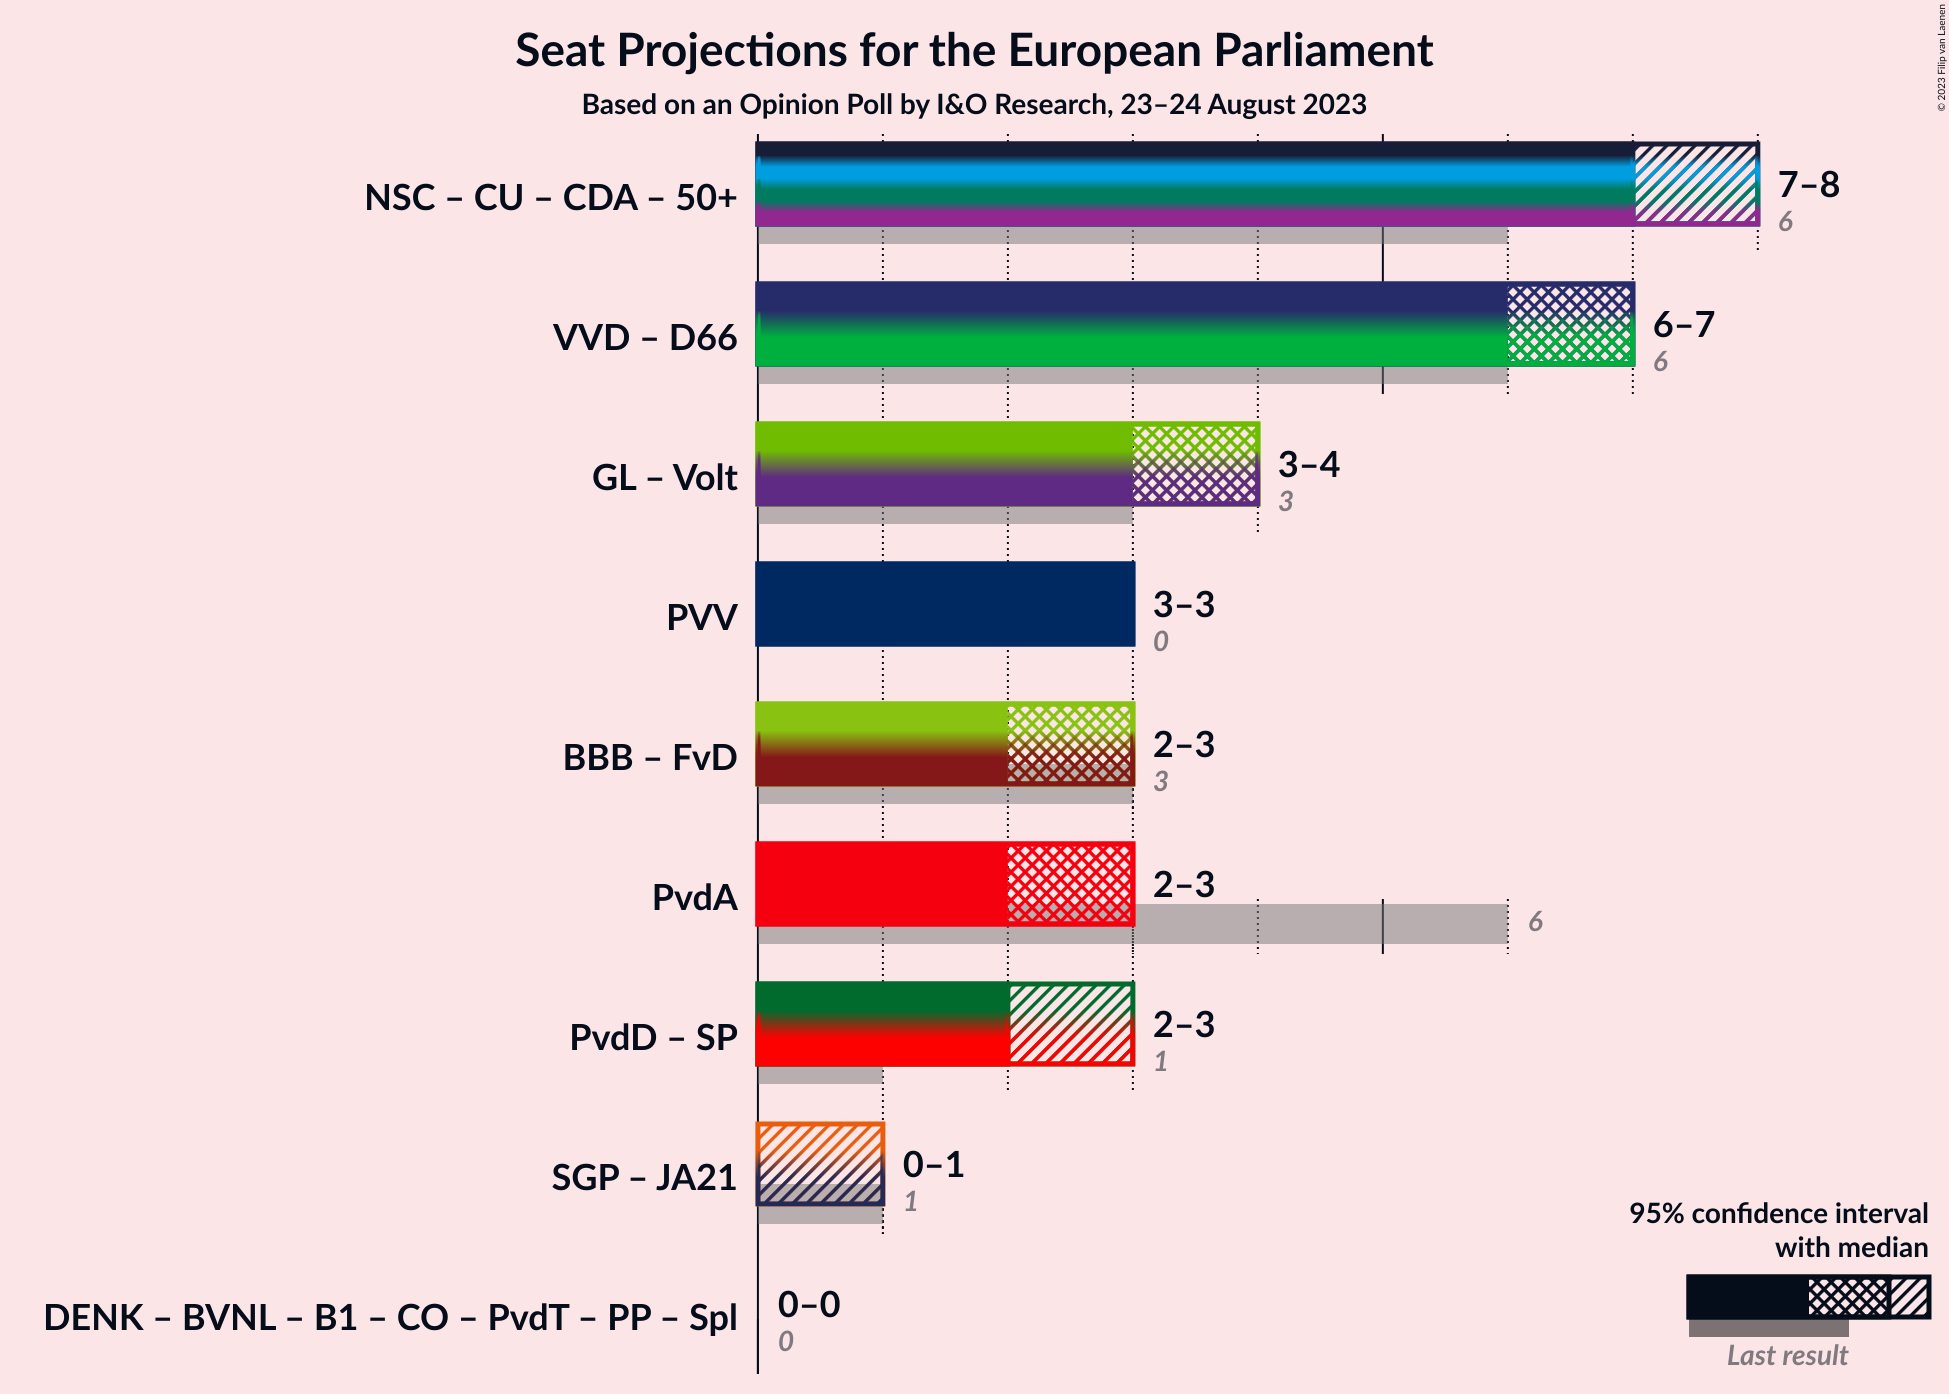 Seat Projections for the European Parliament
Based on an Opinion Poll by I&O Research, 23–24 August 2023
© 2023 Filip van Laenen
NSC – CU – CDA – 50+
7–8
6
VVD – D66
6–7
6
GL – Volt
3–4
3
PVV
3–3
0
BBB – FvD
2–3
3
PvdA
2–3
6
PvdD – SP
2–3
1
SGP – JA21
0–1
1
DENK – BVNL – B1 – CO – PvdT – PP – Spl
0–0
0
95% confidence interval
with median
Last result